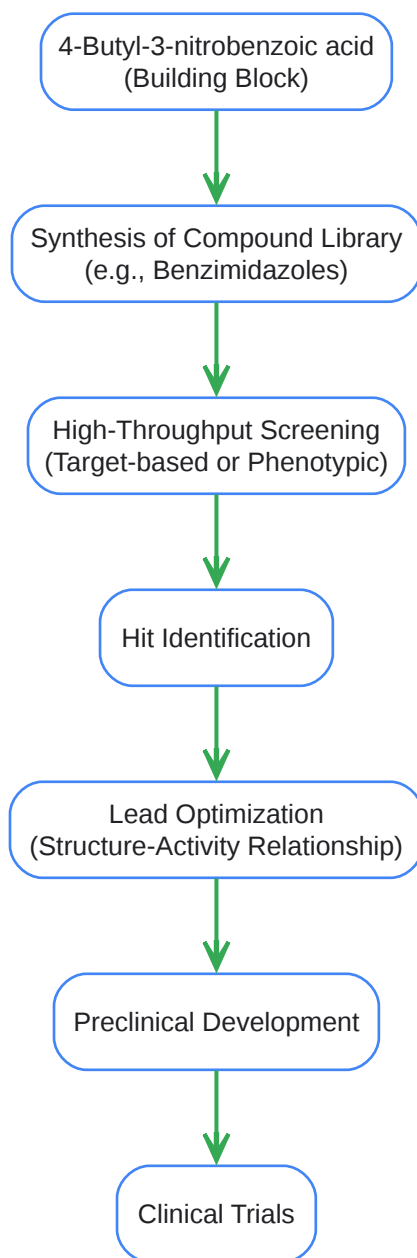 4-Butyl-3-nitrobenzoic acid
(Building Block)
Synthesis of Compound Library
(e.g., Benzimidazoles)
High-Throughput Screening
(Target-based or Phenotypic)
Hit Identification
Lead Optimization
(Structure-Activity Relationship)
Preclinical Development
Clinical Trials